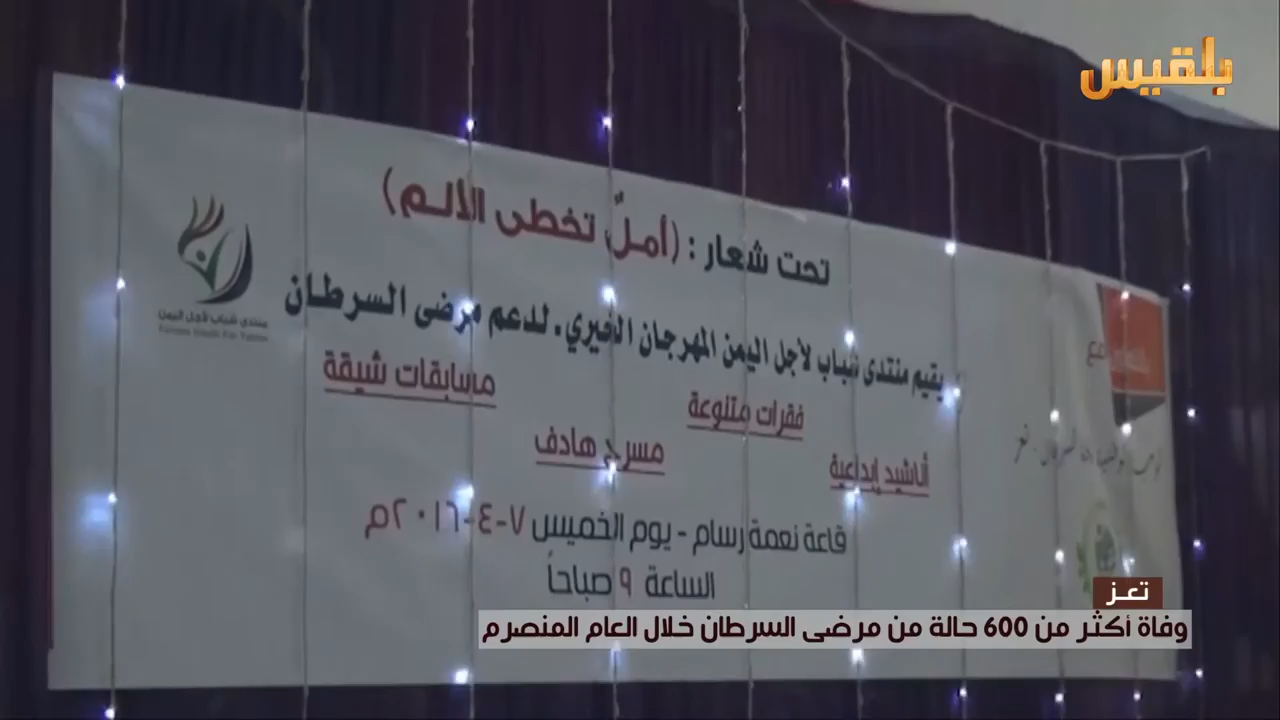 بلقيس
تحت شعار : (أملٌ تخطى الألم)
يقيم منتدى شباب لأجل اليمن المهرجان الخيري . لدعم مرضى السرطان
منتدى شباب لأجل اليمن
مسابقات شيقة
فقرات متنوعة
مسرح هادف
أناشيد إبداعية
قاعة نعمة رسام - يوم الخميس ٧-٤-٢٠١٦م
الساعة ٩ صباحاً
تعز
وفاة أكثر من 600 حالة من مرضى السرطان خلال العام المنصرم